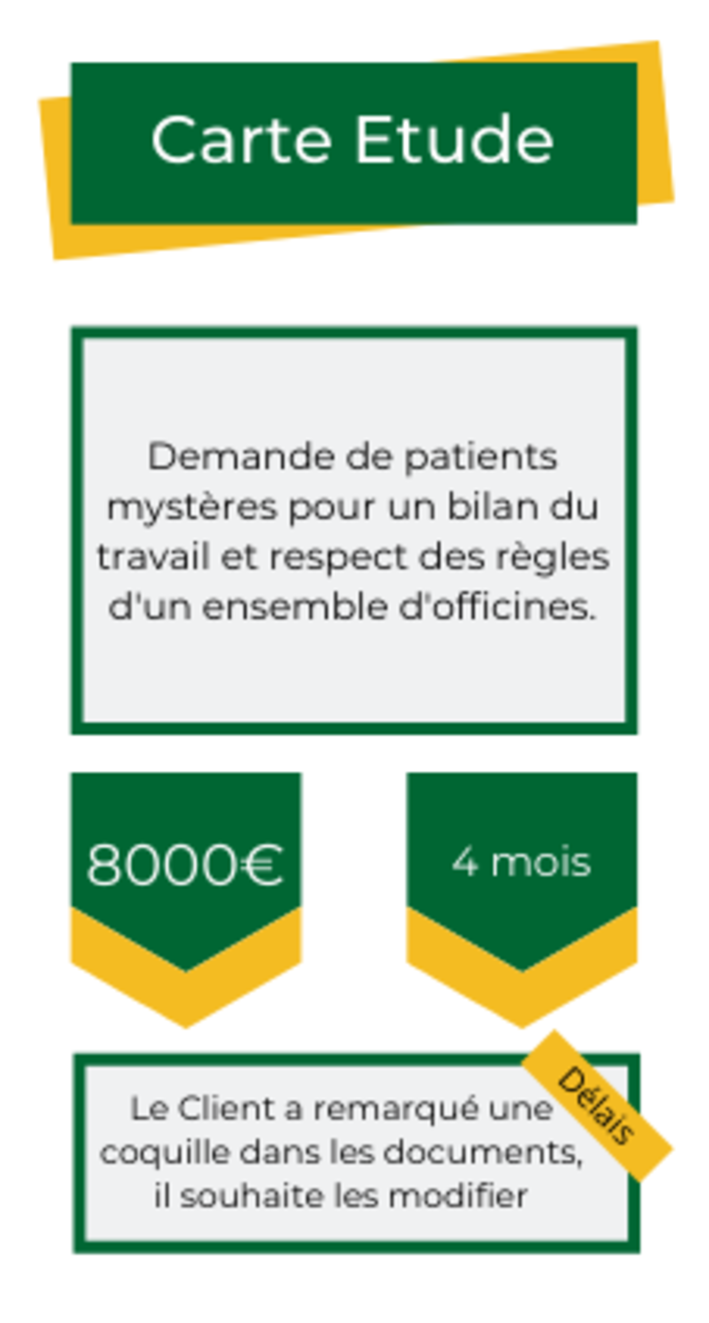 Carte Etude
Demande de patients
mystères pour un bilan du
travail et respect des règles
d'un ensemble d'officines.
8000€
4 mois
Délais
Le Client a remarqué une
coquille dans les documents,
il souhaite les modifier